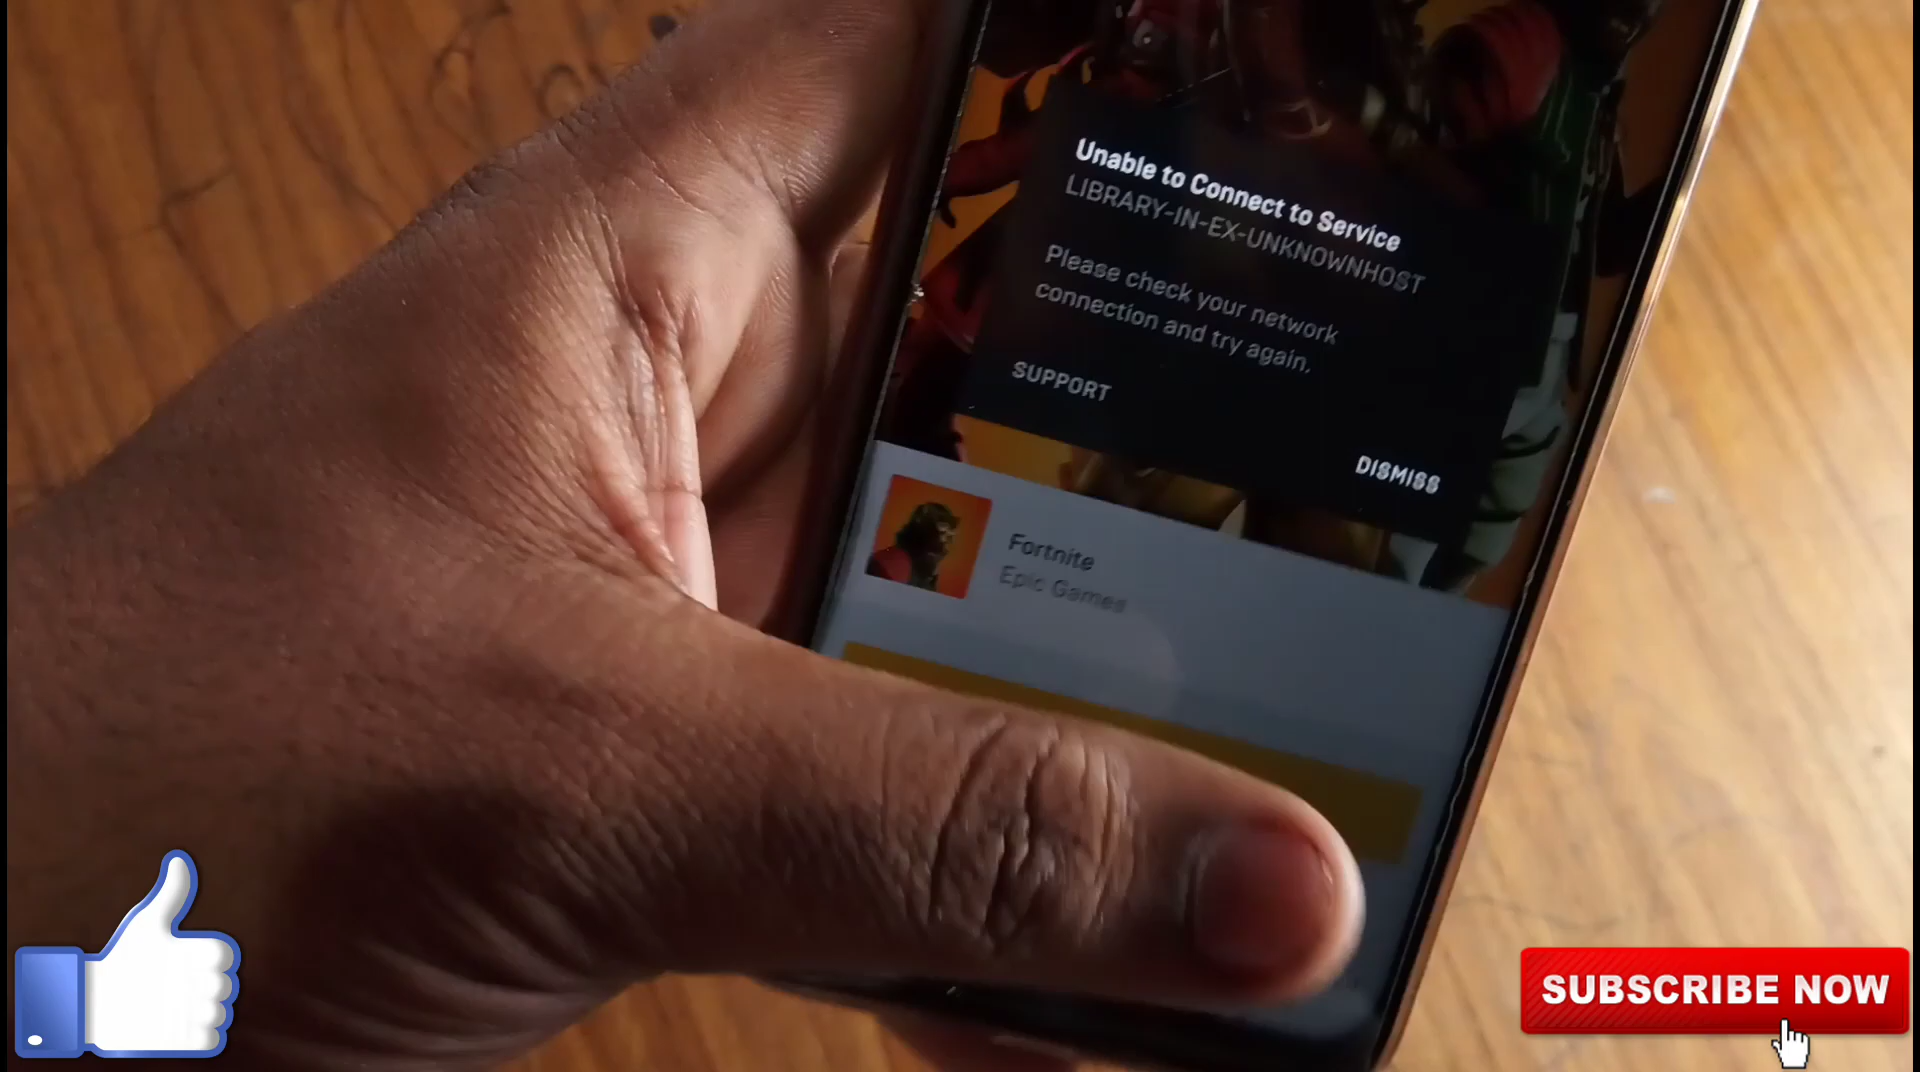 Unable to Connect to Service
LIBRARY-IN-EX-UNKNOWNHOST
Please check your network
connection and try again.
SUPPORT
DISMISS
Fortnite
Epic Games
SUBSCRIBE NOW